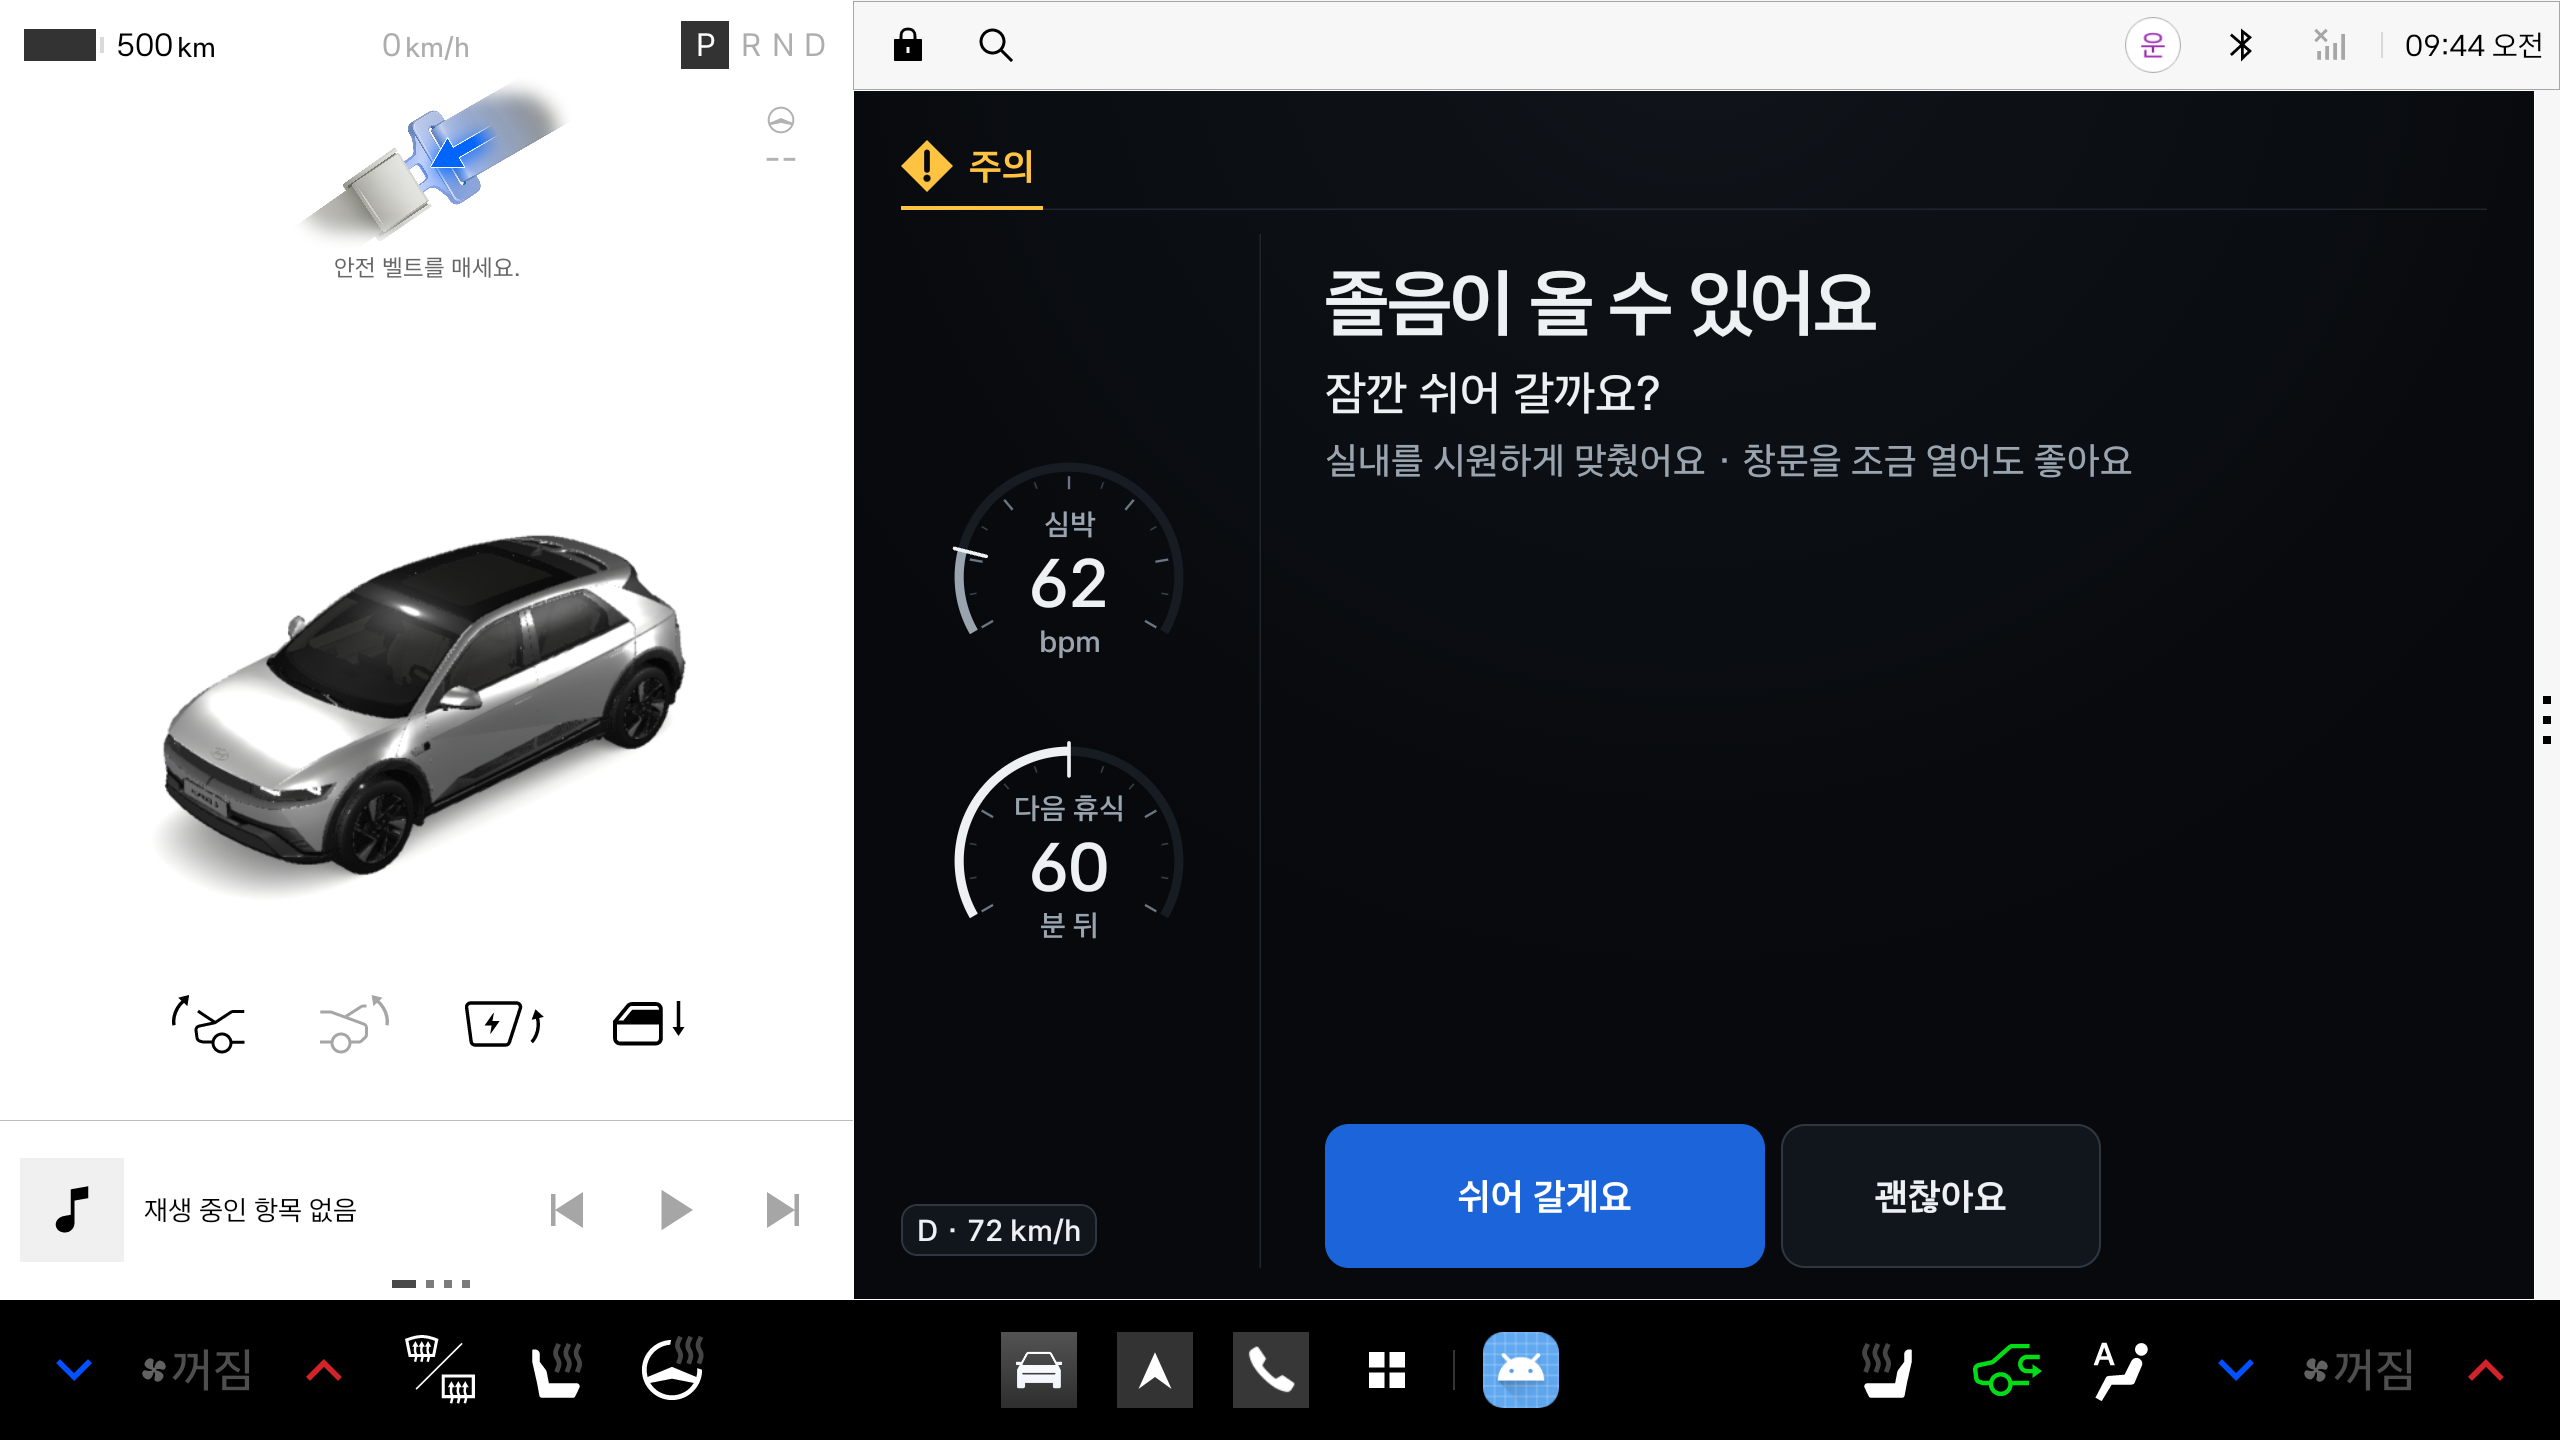 500 km
0 km/h
P R N D
안전 벨트를 매세요.
재생 중인 항목 없음
운
09:44 오전
주의
졸음이 올 수 있어요
잠깐 쉬어 갈까요?
실내를 시원하게 맞췄어요 · 창문을 조금 열어도 좋아요
심박
62
bpm
다음 휴식
60
분 뒤
D · 72 km/h
쉬어 갈게요
괜찮아요
꺼짐
A
꺼짐